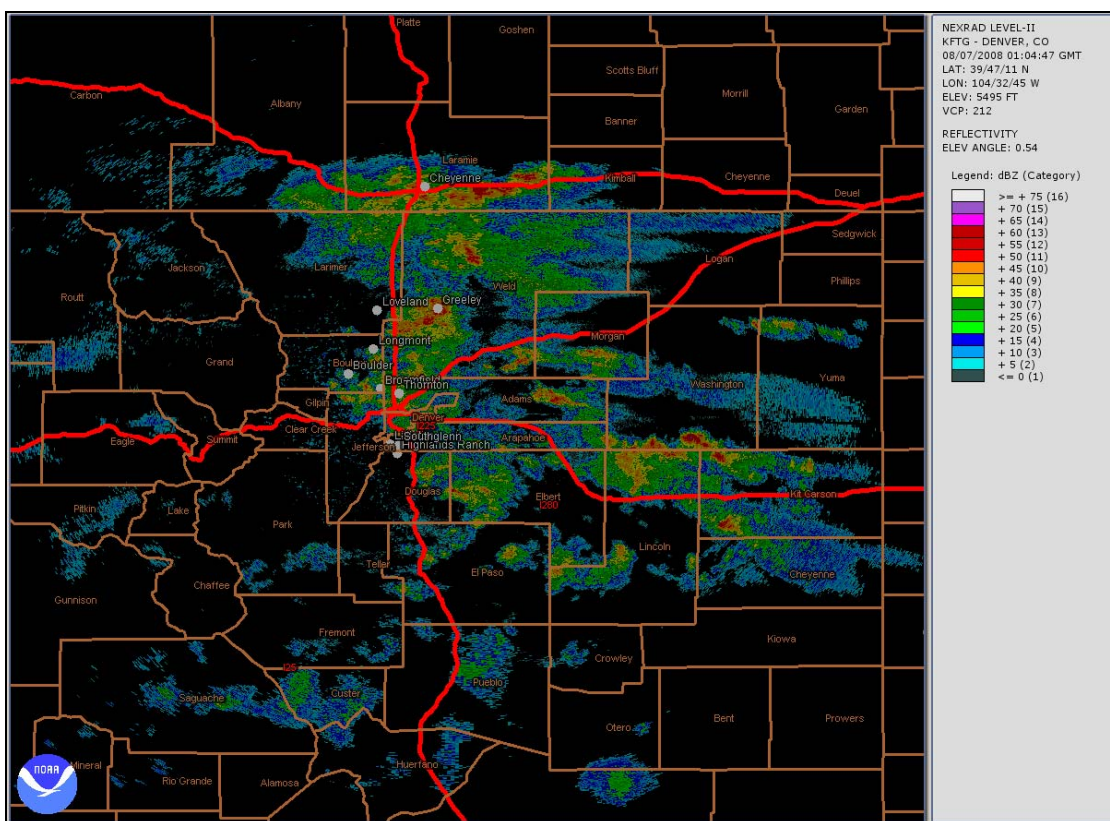 Platte
Goshen
Carbon
Albany
Scotts Bluff
Morrill
Garden
Banner
Laramie
Cheyenne
Kimball
Cheyenne
Deuel
Sedgwick
Logan
Jackson
Larimer
Phillips
Routt
Weld
Loveland
Greeley
Morgan
Longmont
Grand
Boulder
Washington
Yuma
Thornton
Gilpin
Adams
Denver
I225
Clear Creek
Eagle
Summit
Arapahoe
Southglenn
Jefferson
Highlands Ranch
Douglas
Elbert
I280
Kit Carson
Pitkin
Lake
Park
Lincoln
Teller
El Paso
Cheyenne
Chaffee
Gunnison
Fremont
Kiowa
Crowley
I25
Saguache
Custer
Pueblo
Otero
Bent
Prowers
Huerfano
Mineral
Rio Grande
Alamosa
NOAA
NEXRAD LEVEL-II
KFTG - DENVER, CO
08/07/2008 01:04:47 GMT
LAT: 39/47/11 N
LON: 104/32/45 W
ELEV: 5495 FT
VCP: 212
REFLECTIVITY
ELEV ANGLE: 0.54
Legend: dBZ (Category)
>= + 75 (16)
+ 70 (15)
+ 65 (14)
+ 60 (13)
+ 55 (12)
+ 50 (11)
+ 45 (10)
+ 40 (9)
+ 35 (8)
+ 30 (7)
+ 25 (6)
+ 20 (5)
+ 15 (4)
+ 10 (3)
+ 5 (2)
<= 0 (1)